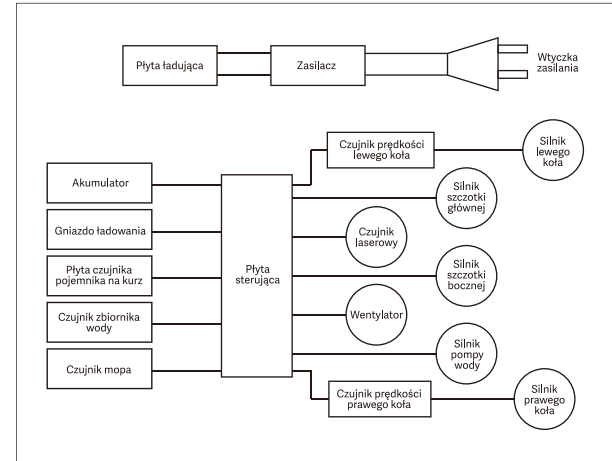 Płyta ładująca
Zasilacz
Wtyczka
zasilania
Akumulator
Gniazdo ładowania
Płyta czujnika
pojemnika na kurz
Czujnik zbiornika
wody
Czujnik mopa
Płyta
sterująca
Czujnik prędkości
lewego koła
Silnik
lewego
koła
Silnik
szczotki
głównej
Czujnik
laserowy
Silnik
szczotki
bocznej
Wentylator
Silnik
pompy
wody
Czujnik prędkości
prawego koła
Silnik
prawego
koła